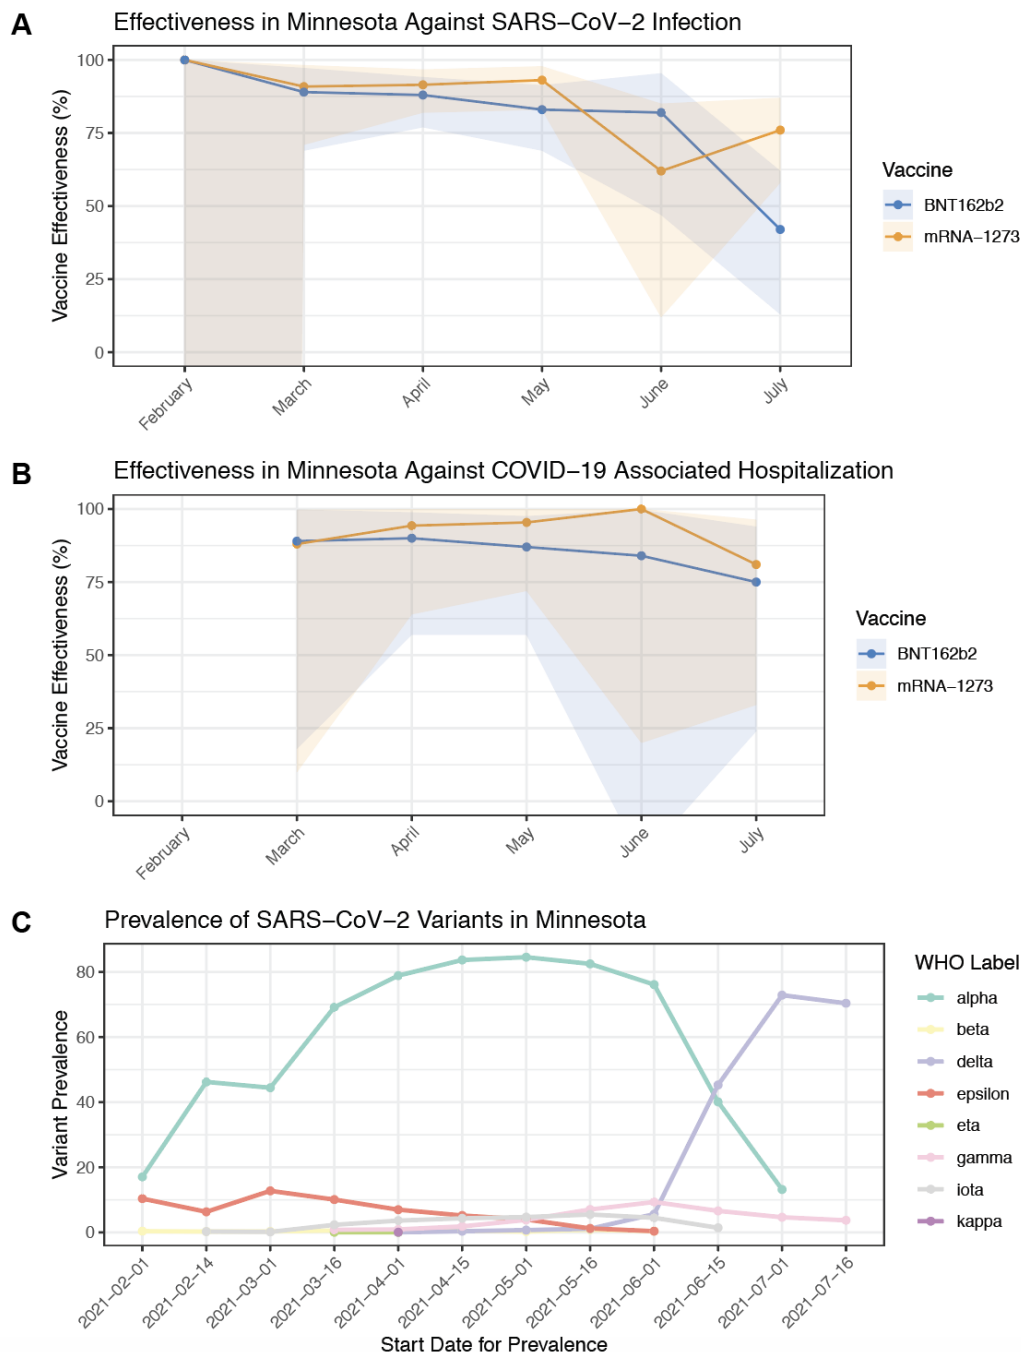 A
Effectiveness in Minnesota Against SARS−CoV−2 Infection
Vaccine Effectiveness (%)
100
75
50
25
0
February
March
April
May
June
July
Vaccine
BNT162b2
mRNA−1273
B
Effectiveness in Minnesota Against COVID−19 Associated Hospitalization
Vaccine Effectiveness (%)
100
75
50
25
0
February
March
April
May
June
July
Vaccine
BNT162b2
mRNA−1273
C
Prevalence of SARS−CoV−2 Variants in Minnesota
Variant Prevalence
80
60
40
20
0
2021−02−01
2021−02−14
2021−03−01
2021−03−16
2021−04−01
2021−04−15
2021−05−01
2021−05−16
2021−06−01
2021−06−15
2021−07−01
2021−07−16
Start Date for Prevalence
WHO Label
alpha
beta
delta
epsilon
eta
gamma
iota
kappa